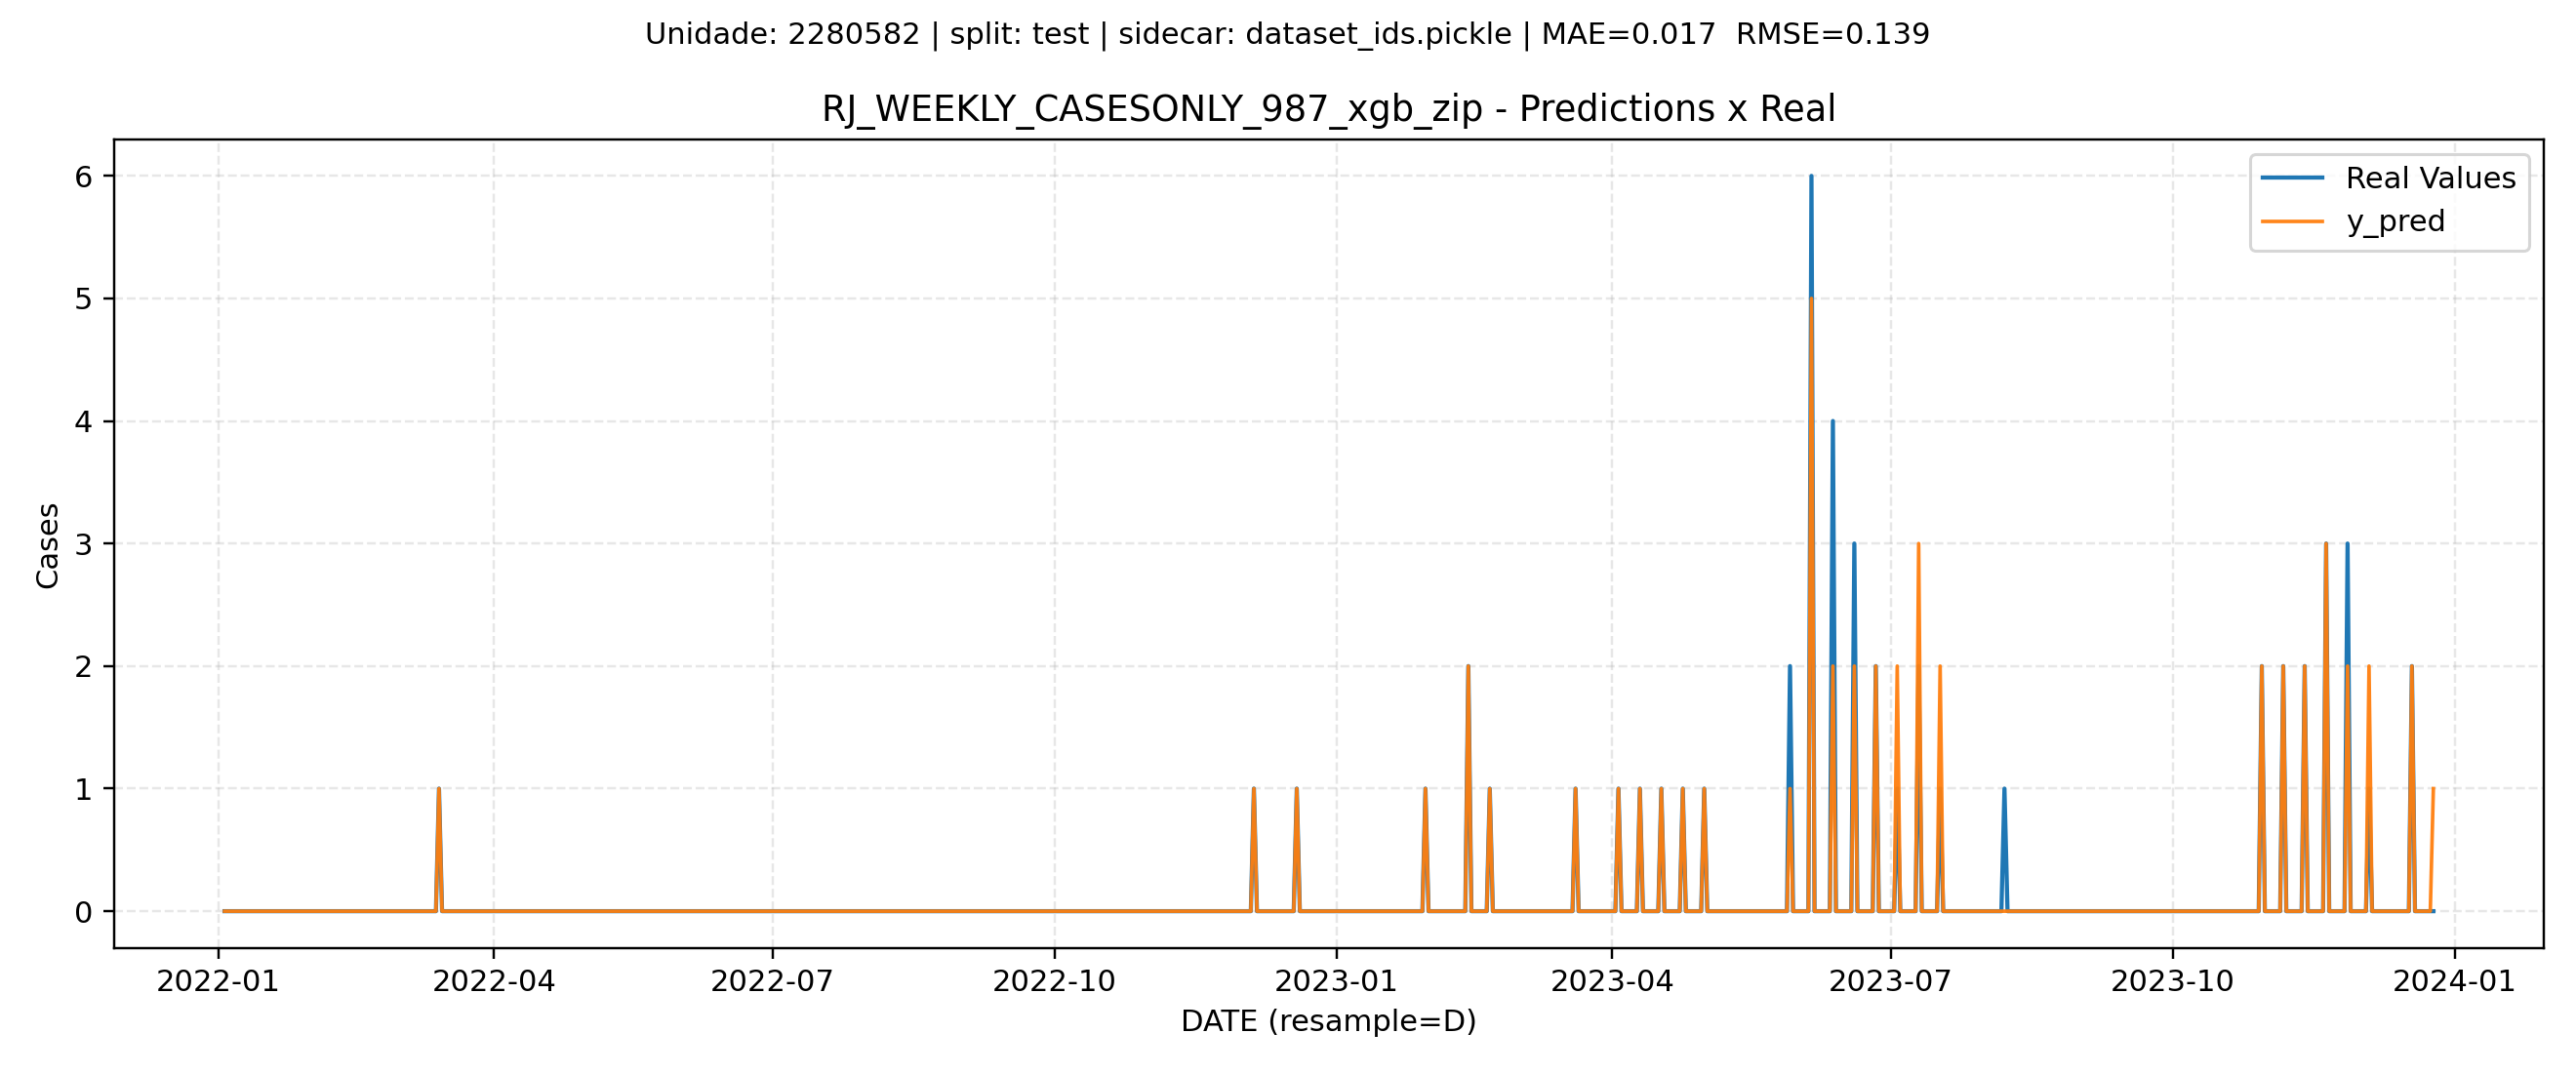 Unidade: 2280582 | split: test | sidecar: dataset_ids.pickle | MAE=0.017  RMSE=0.139
RJ_WEEKLY_CASESONLY_987_xgb_zip - Predictions x Real
Real Values
y_pred
Cases
6
5
4
3
2
1
0
2022-01
2022-04
2022-07
2022-10
2023-01
2023-04
2023-07
2023-10
2024-01
DATE (resample=D)